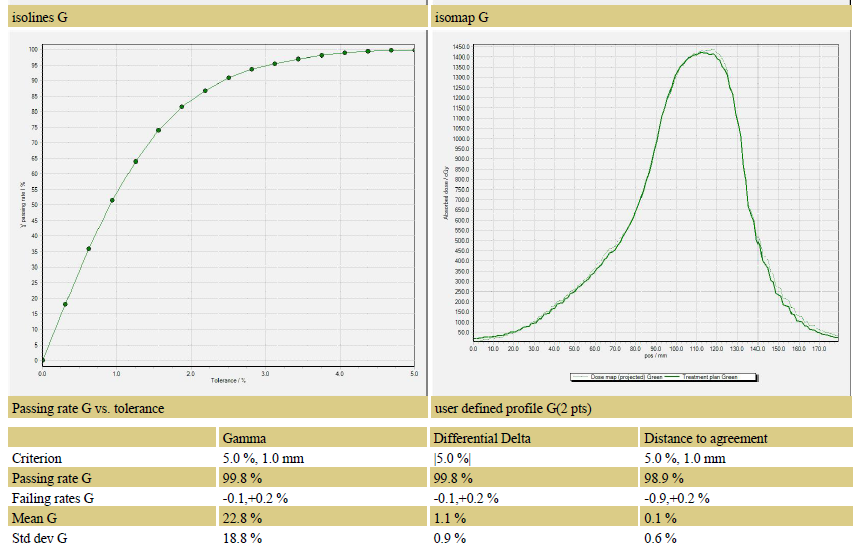 isolines G
isomap G
γ passing rate / %
100
95
90
85
80
75
70
65
60
55
50
45
40
35
30
25
20
15
10
5
0
0.0 1.0 2.0 3.0 4.0 5.0
Tolerance / %
Absorbed dose / cGy
1450.0
1400.0
1350.0
1300.0
1250.0
1200.0
1150.0
1100.0
1050.0
1000.0
950.0
900.0
850.0
800.0
750.0
700.0
650.0
600.0
550.0
500.0
450.0
400.0
350.0
300.0
250.0
200.0
150.0
100.0
50.0
0.0 10.0 20.0 30.0 40.0 50.0 60.0 70.0 80.0 90.0 100.0 110.0 120.0 130.0 140.0 150.0 160.0 170.0
pos / mm
Dose map (projected) Green Treatment plan Green
Passing rate G vs. tolerance
user defined profile G(2 pts)
Gamma Differential Delta Distance to agreement
Criterion 5.0 %, 1.0 mm |5.0 %| 5.0 %, 1.0 mm
Passing rate G 99.8 % 99.8 % 98.9 %
Failing rates G -0.1,+0.2 % -0.1,+0.2 % -0.9,+0.2 %
Mean G 22.8 % 1.1 % 0.1 %
Std dev G 18.8 % 0.9 % 0.6 %